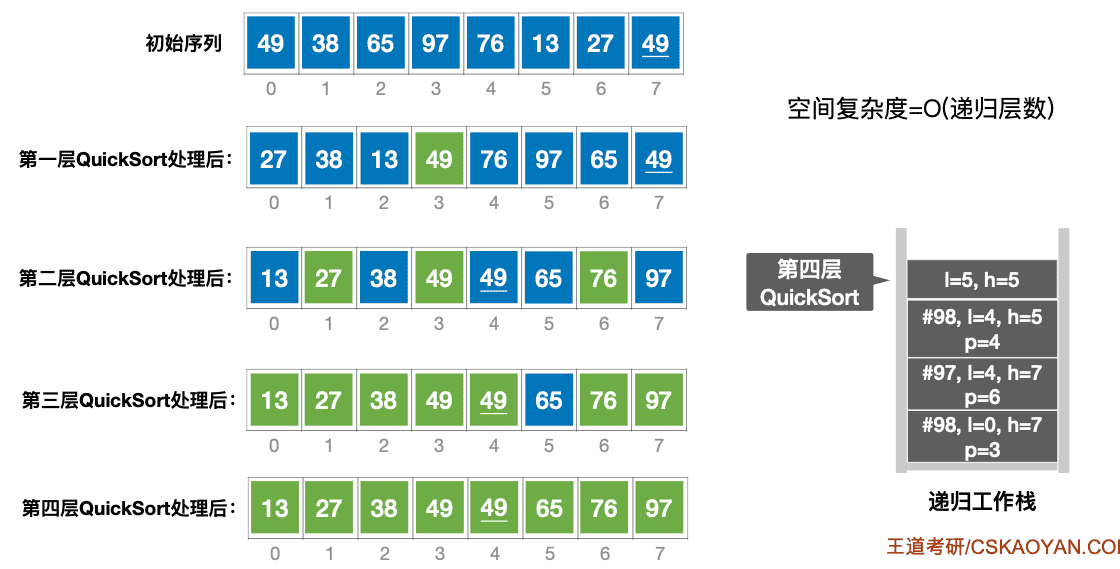 初始序列 49 38 65 97 76 13 27 49
0 1 2 3 4 5 6 7
空间复杂度=O(递归层数)
第一层QuickSort处理后: 27 38 13 49 76 97 65 49
0 1 2 3 4 5 6 7
第二层QuickSort处理后: 13 27 38 49 49 65 76 97
0 1 2 3 4 5 6 7
第三层QuickSort处理后: 13 27 38 49 49 65 76 97
0 1 2 3 4 5 6 7
第四层QuickSort处理后: 13 27 38 49 49 65 76 97
0 1 2 3 4 5 6 7
第四层
QuickSort
l=5, h=5
#98, l=4, h=5
p=4
#97, l=4, h=7
p=6
#98, l=0, h=7
p=3
递归工作栈
王道考研/CSKAOYAN.CO